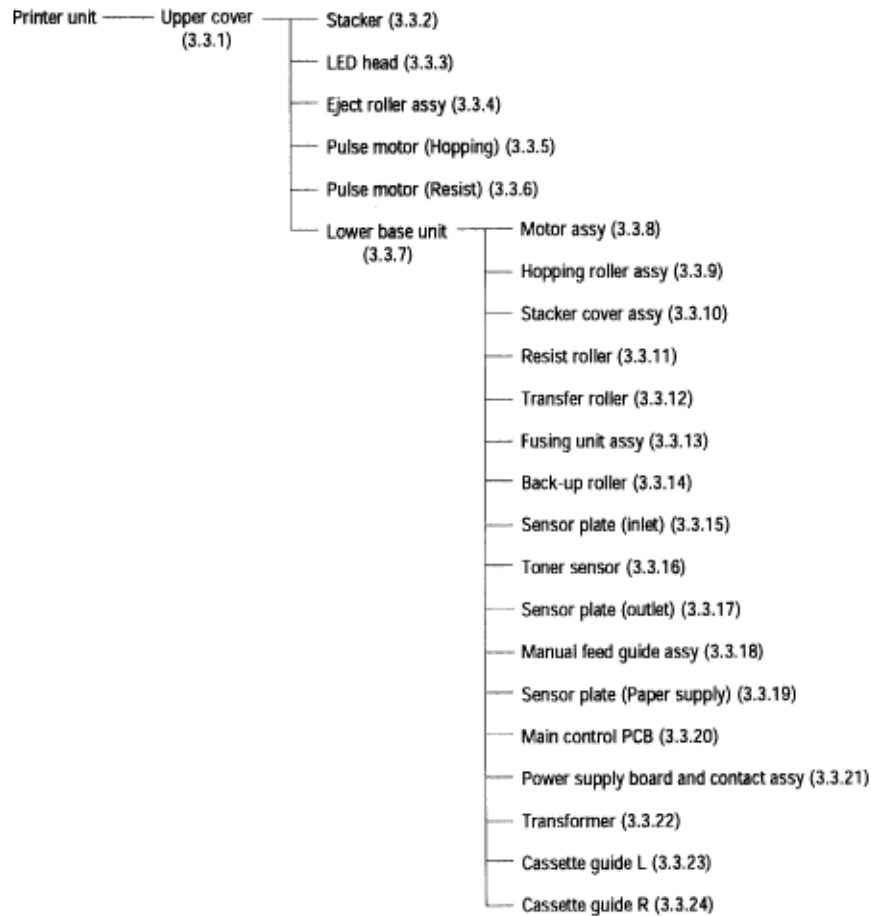 Printer unit Upper cover Stacker (3.3.2)
(3.3.1)
LED head (3.3.3)
Eject roller assy (3.3.4)
Pulse motor (Hopping) (3.3.5)
Pulse motor (Resist) (3.3.6)
Lower base unit Motor assy (3.3.8)
(3.3.7)
Hopping roller assy (3.3.9)
Stacker cover assy (3.3.10)
Resist roller (3.3.11)
Transfer roller (3.3.12)
Fusing unit assy (3.3.13)
Back-up roller (3.3.14)
Sensor plate (inlet) (3.3.15)
Toner sensor (3.3.16)
Sensor plate (outlet) (3.3.17)
Manual feed guide assy (3.3.18)
Sensor plate (Paper supply) (3.3.19)
Main control PCB (3.3.20)
Power supply board and contact assy (3.3.21)
Transformer (3.3.22)
Cassette guide L (3.3.23)
Cassette guide R (3.3.24)